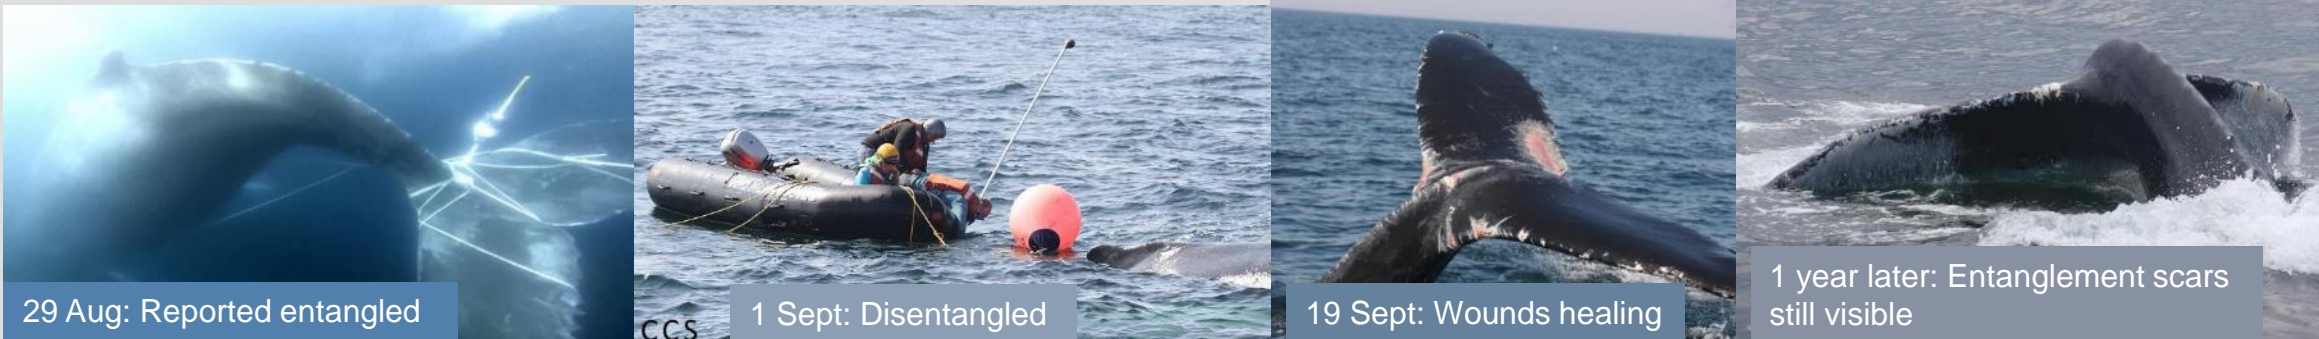 29 Aug: Reported entangled
CCS
1 Sept: Disentangled
19 Sept: Wounds healing
1 year later: Entanglement scars
still visible